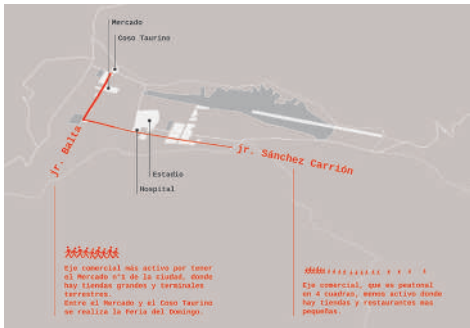 Mercado
Coso Taurino
jr. Balta
jr. Sánchez Carrión
Estadio
Hospital
Eje comercial más activo por tener
el Mercado n°1 de la ciudad, donde
hay tiendas grandes y terminales
terrestres.
Entre el Mercado y el Coso Taurino
se realiza la Feria del Domingo.
Eje comercial, que es peatonal
en 4 cuadras, menos activo donde
hay tiendas y restaurantes mas
pequeñas.